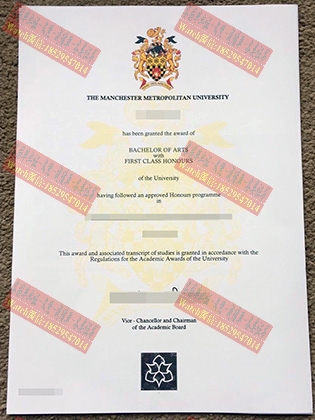 THE MANCHESTER METROPOLITAN UNIVERSITY
has been granted the award of
BACHELOR OF ARTS
with
FIRST CLASS HONOURS
of the University
having followed an approved Honours programme
in
This award and associated transcript of studies is granted in accordance with the
Regulations for the Academic Awards of the University
Vice - Chancellor and Chairman
of the Academic Board